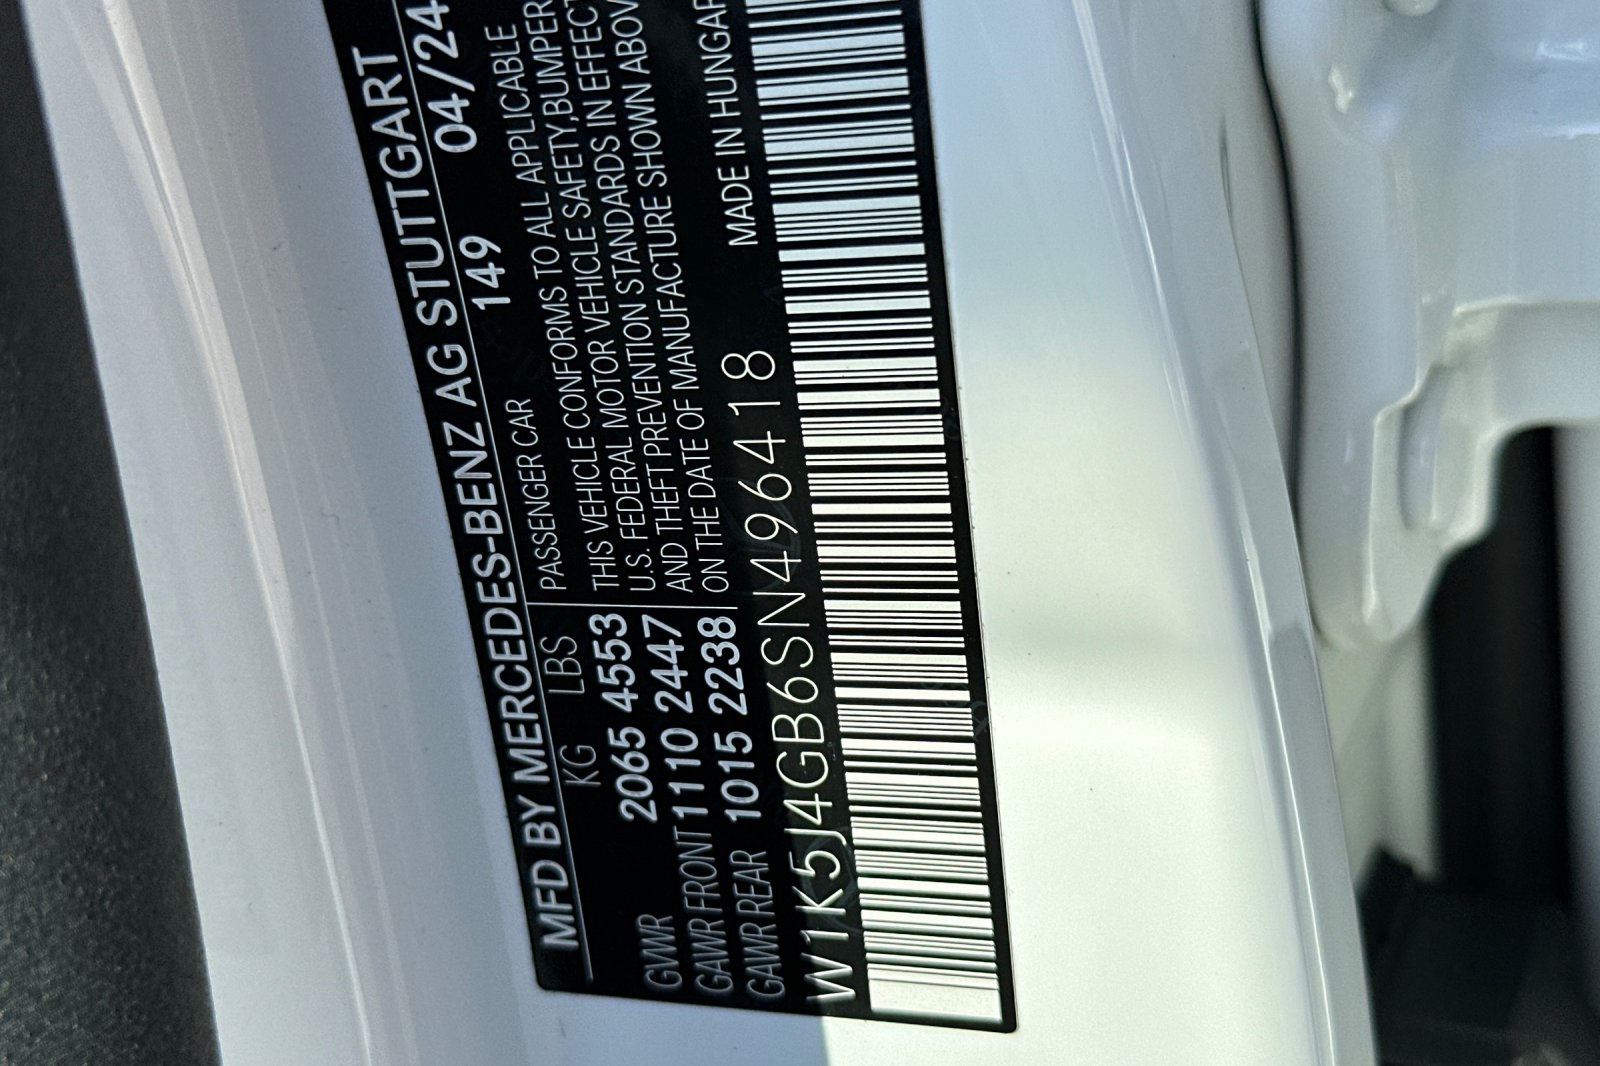 MFD BY MERCEDES-BENZ AG STUTTGART
KG LBS PASSENGER CAR 149 04/24
GVWR 2065 4553 THIS VEHICLE CONFORMS TO ALL APPLICABLE
GAWR FRONT 1110 2447 U.S. FEDERAL MOTOR VEHICLE SAFETY, BUMPER
GAWR REAR 1015 2238 AND THEFT PREVENTION STANDARDS IN EFFECT
ON THE DATE OF MANUFACTURE SHOWN ABOV
W1K5J4GB6SN496418 MADE IN HUNGAR